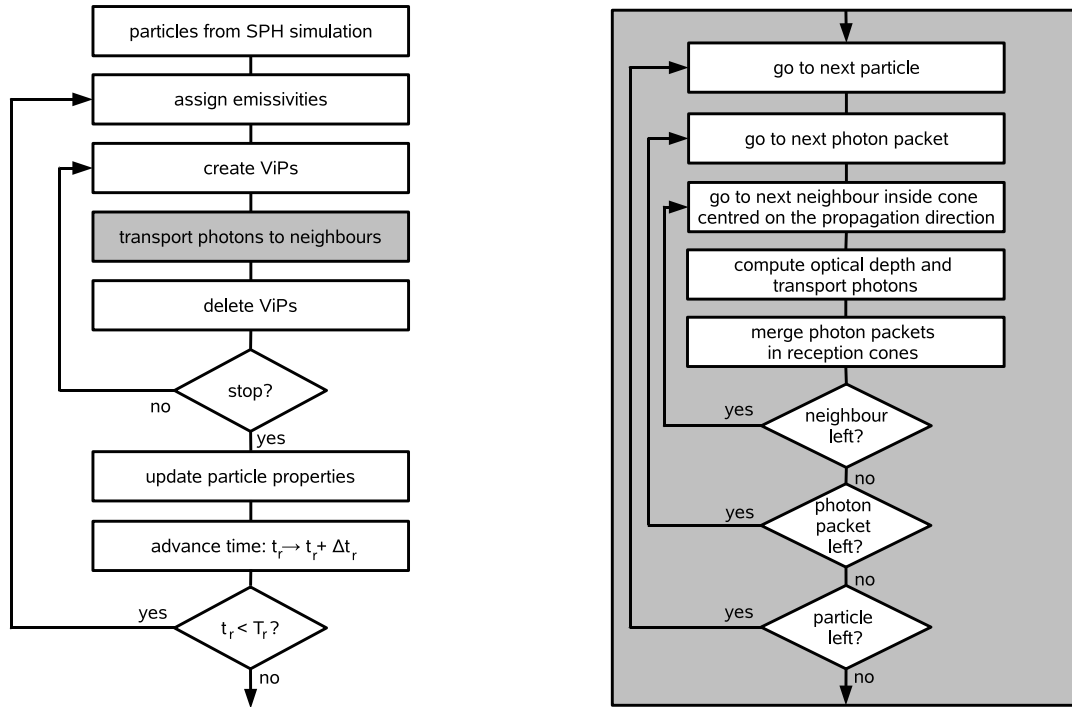 particles from SPH simulation
assign emissivities
create ViPs
transport photons to neighbours
delete ViPs
stop?
no
yes
update particle properties
advance time: t_r → t_r + Δt_r
yes
t_r < T_r?
no
go to next particle
go to next photon packet
go to next neighbour inside cone
centred on the propagation direction
compute optical depth and
transport photons
merge photon packets
in reception cones
yes
neighbour
left?
no
yes
photon
packet
left?
no
yes
particle
left?
no